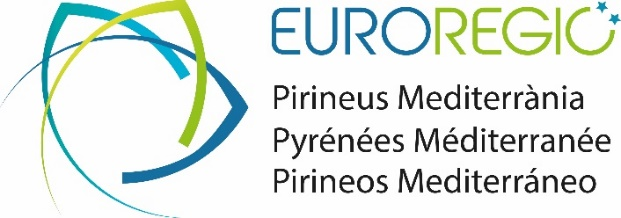 EUROREGIO
Pirineus Mediterrània
Pyrénées Méditerranée
Pirineos Mediterráneo